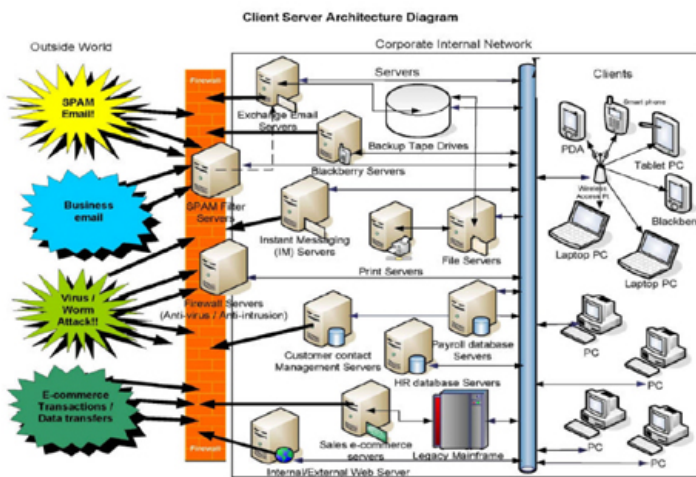 Client Server Architecture Diagram
Outside World
Corporate Internal Network
Firewall
Servers
Clients
SPAM
Email!
Exchange Email
Servers
Backup Tape Drives
Smart phone
PDA
Tablet PC
Blackberry Servers
Wireless
Access Pt.
SPAM Filter
Servers
Business
email
Blackberry
Instant Messaging
(IM) Servers
File Servers
Laptop PC
Laptop PC
Print Servers
Virus /
Worm
Attack!!
Firewall Servers
(Anti-virus / Anti-intrusion)
Customer contact
Management Servers
Payroll database
Servers
PC
PC
HR database Servers
E-commerce
Transactions /
Data transfers
Sales e-commerce
servers
Legacy Mainframe
PC
PC
Firewall
Internal/External Web Server